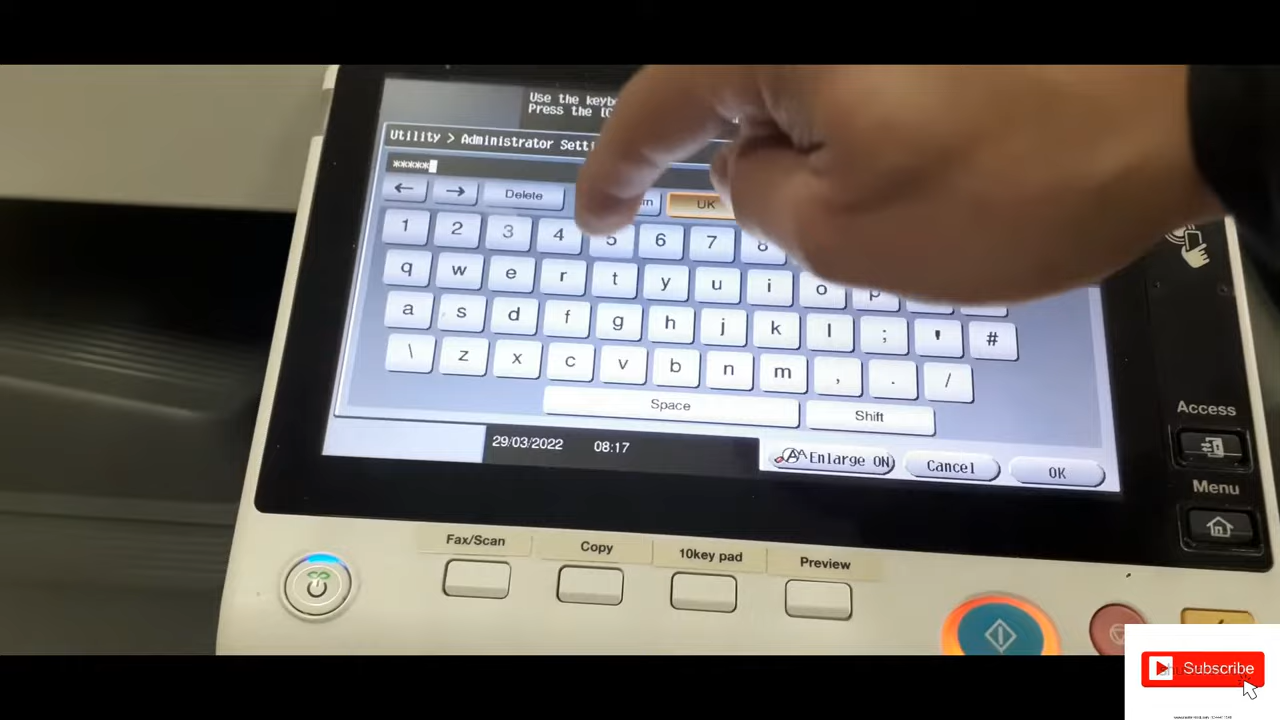 Use the keyb
Press the [C
Utility > Administrator Setti
*****
← → Delete UK
1 2 3 4 5 6 7 8
q w e r t y u i o p
a s d f g h j k l ; ' #
\ z x c v b n m , . /
Space Shift
29/03/2022 08:17
Enlarge ON Cancel OK
Access
Menu
Fax/Scan Copy 10key pad Preview
Subscribe